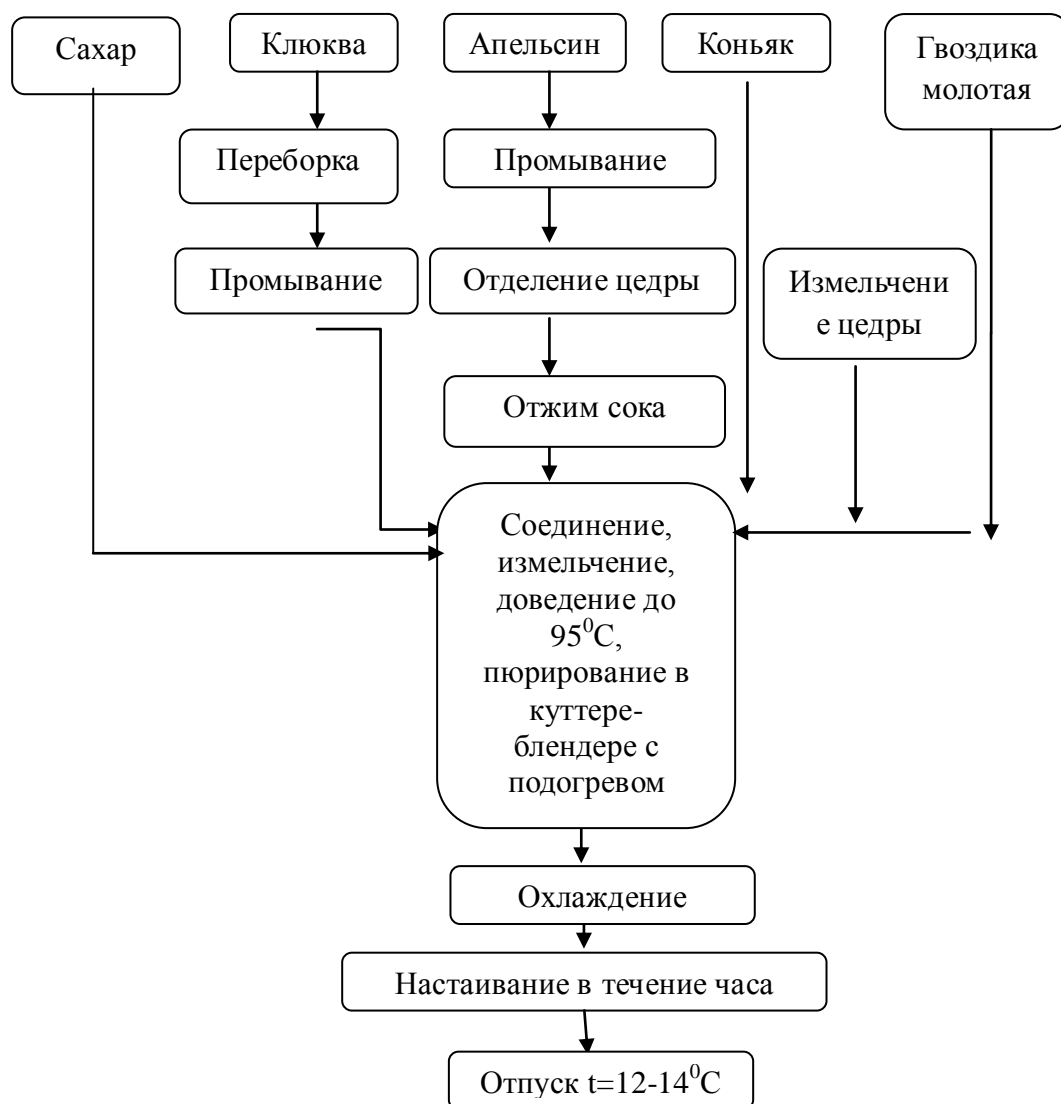 Сахар
Клюква
Апельсин
Коньяк
Гвоздика
молотая
Переборка
Промывание
Промывание
Отделение цедры
Измельчени
е цедры
Отжим сока
Соединение,
измельчение,
доведение до
95⁰С,
пюрирование в
куттере-
блендере с
подогревом
Охлаждение
Настаивание в течение часа
Отпуск t=12-14⁰С